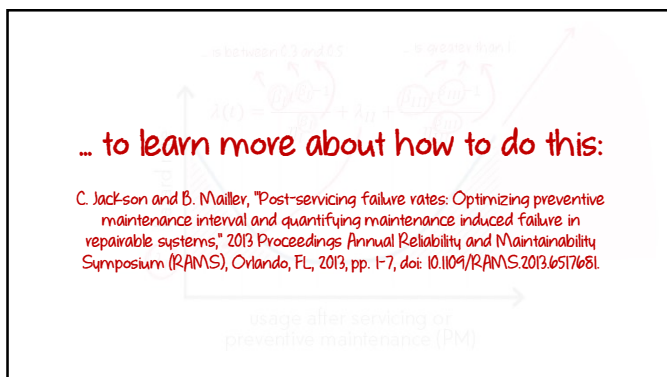 ... to learn more about how to do this:
C. Jackson and B. Mailler, "Post-servicing failure rates: Optimizing preventive
maintenance interval and quantifying maintenance induced failure in
repairable systems," 2013 Proceedings Annual Reliability and Maintainability
Symposium (RAMS), Orlando, FL, 2013, pp. 1-7, doi: 10.1109/RAMS.2013.6517681.
usage after servicing or
preventive maintenance (PM)